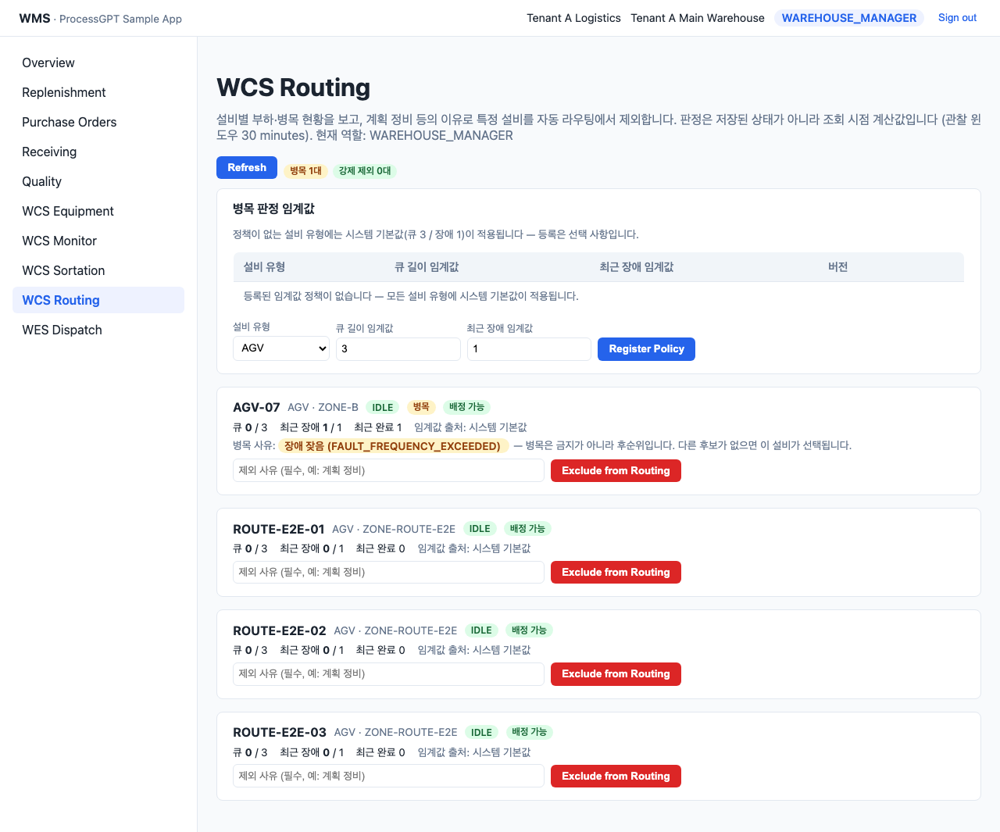 WMS · ProcessGPT Sample App
Tenant A Logistics Tenant A Main Warehouse WAREHOUSE_MANAGER Sign out
Overview
Replenishment
Purchase Orders
Receiving
Quality
WCS Equipment
WCS Monitor
WCS Sortation
WCS Routing
WES Dispatch
WCS Routing
설비별 부하·병목 현황을 보고, 계획 정비 등의 이유로 특정 설비를 자동 라우팅에서 제외합니다. 판정은 저장된 상태가 아니라 조회 시점 계산값입니다 (관찰 윈
도우 30 minutes). 현재 역할: WAREHOUSE_MANAGER
Refresh 병목 1대 강제 제외 0대
병목 판정 임계값
정책이 없는 설비 유형에는 시스템 기본값(큐 3 / 장애 1)이 적용됩니다 — 등록은 선택 사항입니다.
설비 유형 큐 길이 임계값 최근 장애 임계값 버전
등록된 임계값 정책이 없습니다 — 모든 설비 유형에 시스템 기본값이 적용됩니다.
설비 유형 큐 길이 임계값 최근 장애 임계값
AGV 3 1 Register Policy
AGV-07 AGV · ZONE-B IDLE 병목 배정 가능
큐 0 / 3 최근 장애 1 / 1 최근 완료 1 임계값 출처: 시스템 기본값
병목 사유: 장애 잦음 (FAULT_FREQUENCY_EXCEEDED) — 병목은 금지가 아니라 후순위입니다. 다른 후보가 없으면 이 설비가 선택됩니다.
제외 사유 (필수, 예: 계획 정비) Exclude from Routing
ROUTE-E2E-01 AGV · ZONE-ROUTE-E2E IDLE 배정 가능
큐 0 / 3 최근 장애 0 / 1 최근 완료 0 임계값 출처: 시스템 기본값
제외 사유 (필수, 예: 계획 정비) Exclude from Routing
ROUTE-E2E-02 AGV · ZONE-ROUTE-E2E IDLE 배정 가능
큐 0 / 3 최근 장애 0 / 1 최근 완료 0 임계값 출처: 시스템 기본값
제외 사유 (필수, 예: 계획 정비) Exclude from Routing
ROUTE-E2E-03 AGV · ZONE-ROUTE-E2E IDLE 배정 가능
큐 0 / 3 최근 장애 0 / 1 최근 완료 0 임계값 출처: 시스템 기본값
제외 사유 (필수, 예: 계획 정비) Exclude from Routing